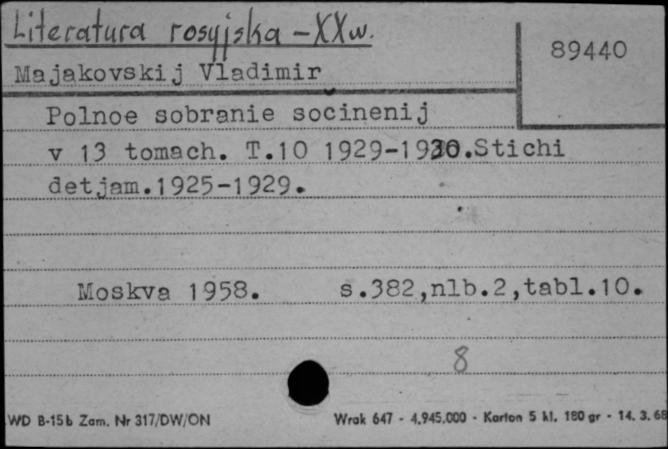 Literatura rosyjska – XX w.
89440
Majakovskij Vladimir
Polnoe sobranie socinenij
v 13 tomach. T.10 1929-1930.Stichi
detjam.1925-1929.
Moskva 1958. s.382,nlb.2,tabl.10.
8
WD B-15b Zam. Nr 317/DW/ON Wrak 647 - 4.945.000 - Karton 5 kl. 180 gr - 14. 3. 68